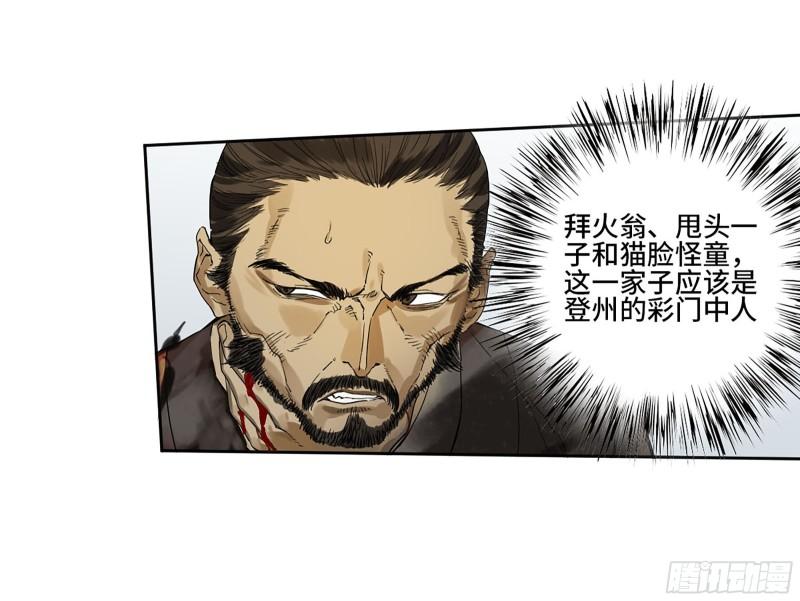 拜火翁、甩头一
子和猫脸怪童，
这一家子应该是
登州的彩门中人
腾讯动漫